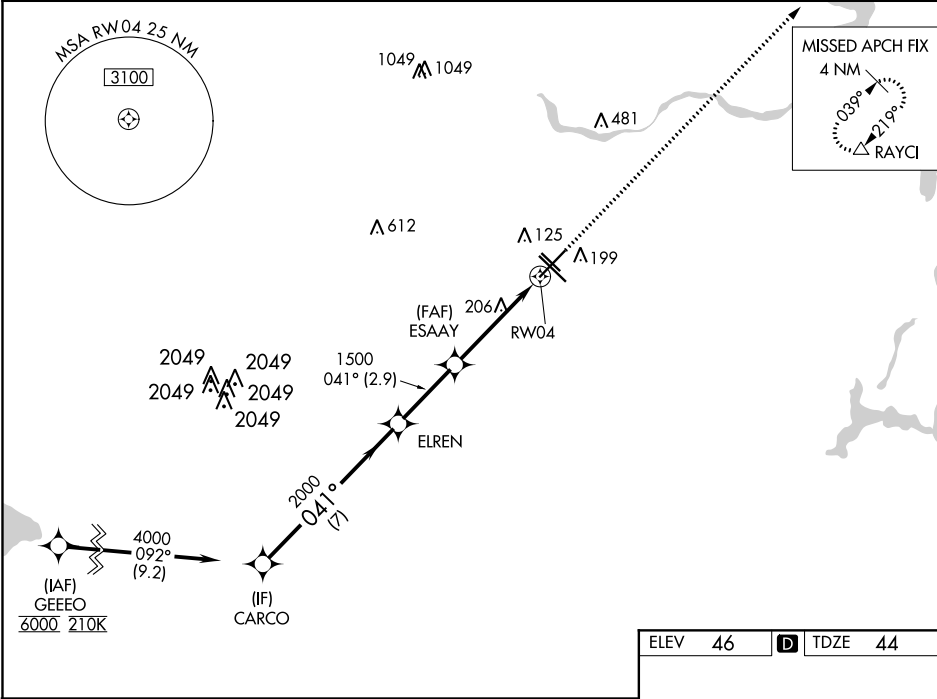 MSA RW04 25 NM
3100
1049 1049
481
MISSED APCH FIX
4 NM
039°
219°
RAYCI
612
125
199
206
RW04
(FAF)
ESAAY
1500
041° (2.9)
2049 2049
2049 2049
2049
ELREN
2000
041°
(7)
4000
092°
(9.2)
(IAF)
GEEEO
6000 210K
(IF)
CARCO
ELEV 46 D TDZE 44